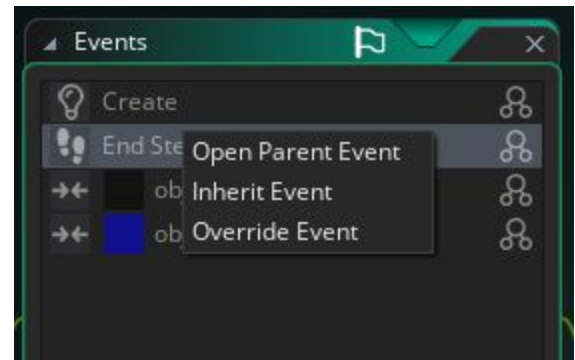 Events
Create
End Ste
Open Parent Event
ob
Inherit Event
ob
Override Event